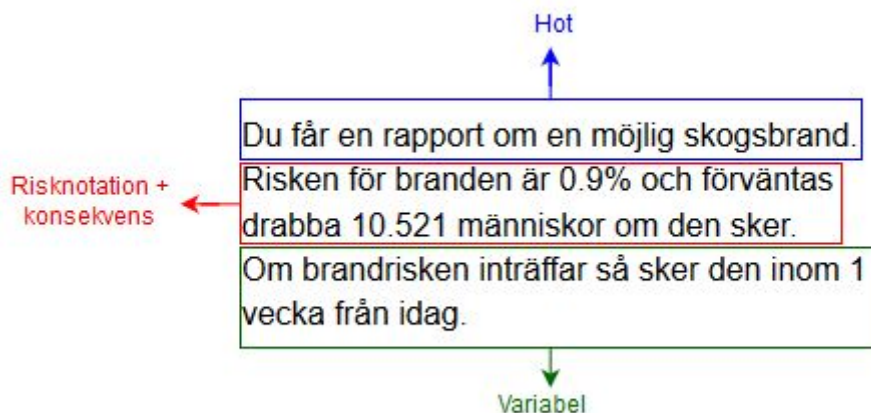 Hot
Du får en rapport om en möjlig skogsbrand.
Risknotation +
konsekvens
Risken för branden är 0.9% och förväntas
drabba 10.521 människor om den sker.
Om brandrisken inträffar så sker den inom 1
vecka från idag.
Variabel